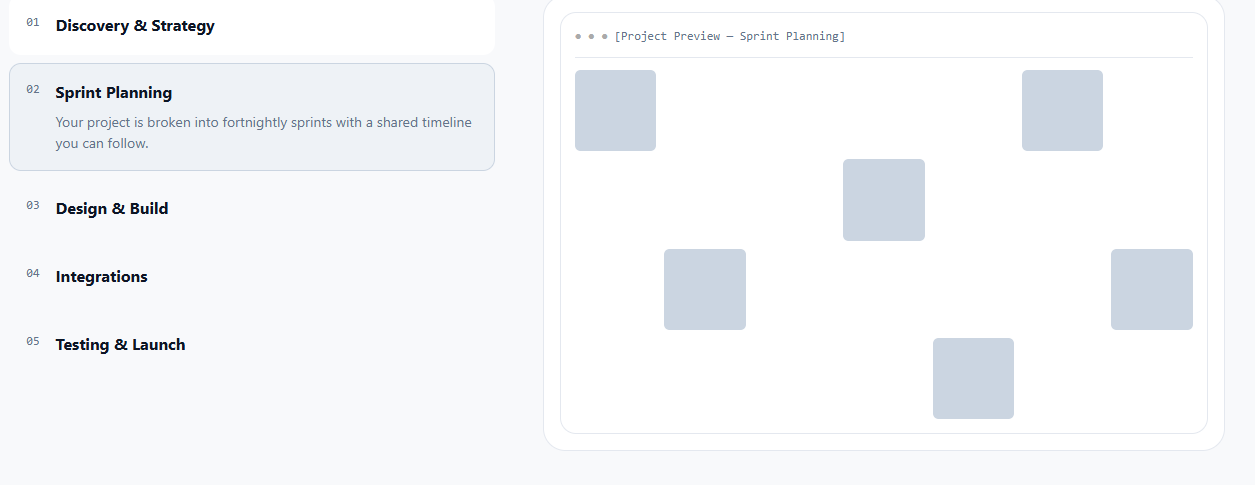 01 Discovery & Strategy
02 Sprint Planning
Your project is broken into fortnightly sprints with a shared timeline
you can follow.
03 Design & Build
04 Integrations
05 Testing & Launch
[Project Preview — Sprint Planning]